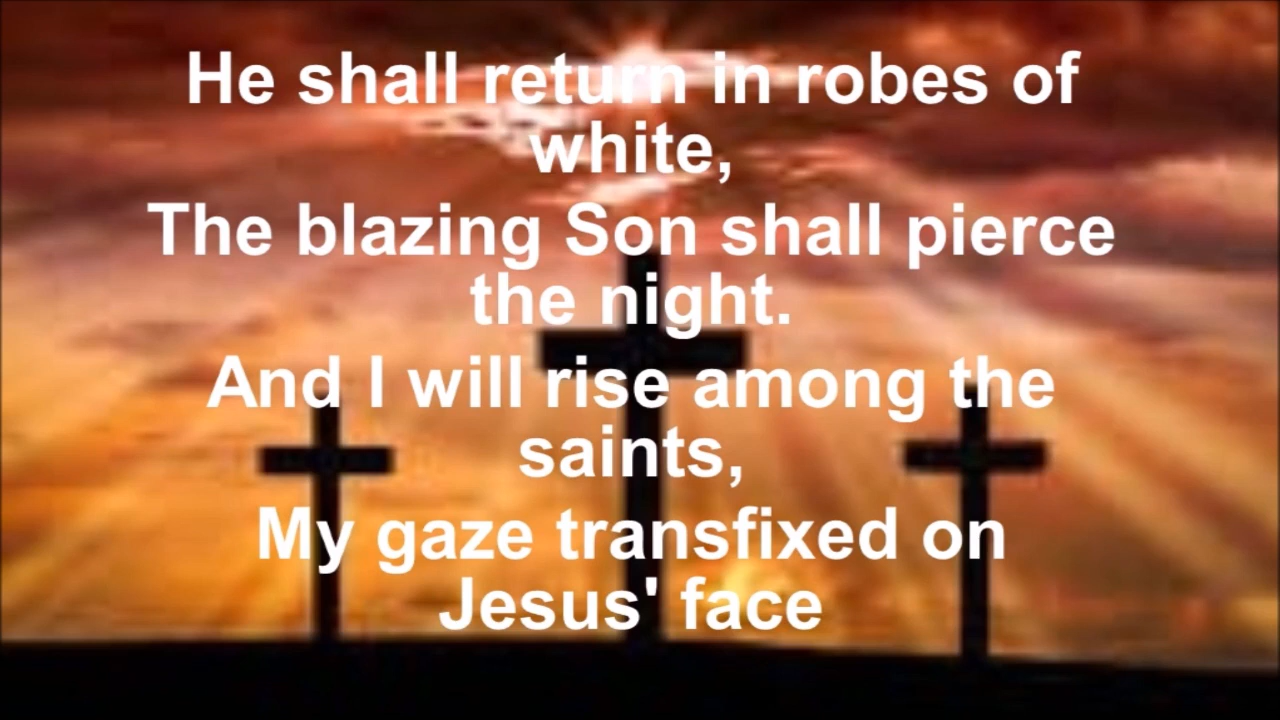 He shall return in robes of
white,
The blazing Son shall pierce
the night.
And I will rise among the
saints,
My gaze transfixed on
Jesus' face